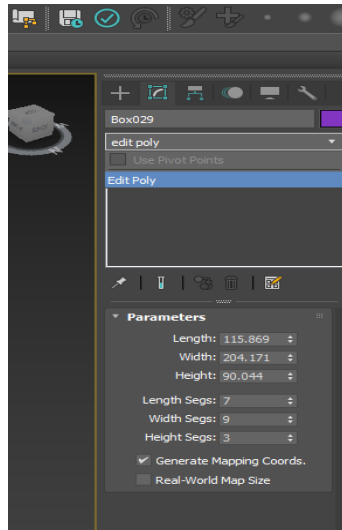 Box029
edit poly
Use Pivot Points
Edit Poly
Parameters
Length: 115.869
Width: 204.171
Height: 90.044
Length Segs: 7
Width Segs: 9
Height Segs: 3
Generate Mapping Coords.
Real-World Map Size